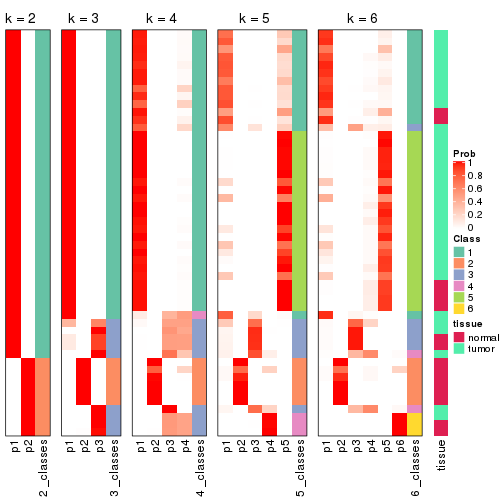 k = 2
k = 3
k = 4
k = 5
k = 6
p1
p2
2_classes
p1
p2
p3
3_classes
p1
p2
p3
p4
4_classes
p1
p2
p3
p4
p5
5_classes
p1
p2
p3
p4
p5
p6
6_classes
tissue
Prob
1
0.8
0.6
0.4
0.2
0
Class
1
2
3
4
5
6
tissue
normal
tumor